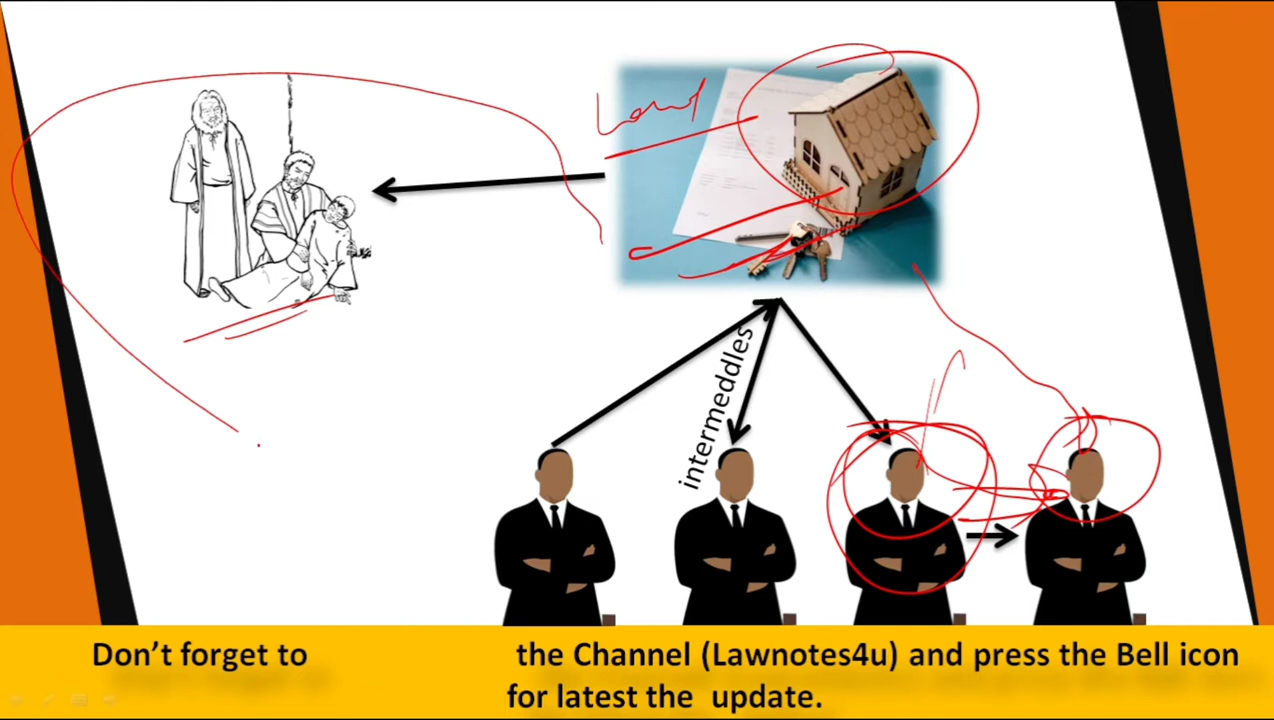 intermeddles
Don't forget to the Channel (Lawnotes4u) and press the Bell icon
for latest the update.